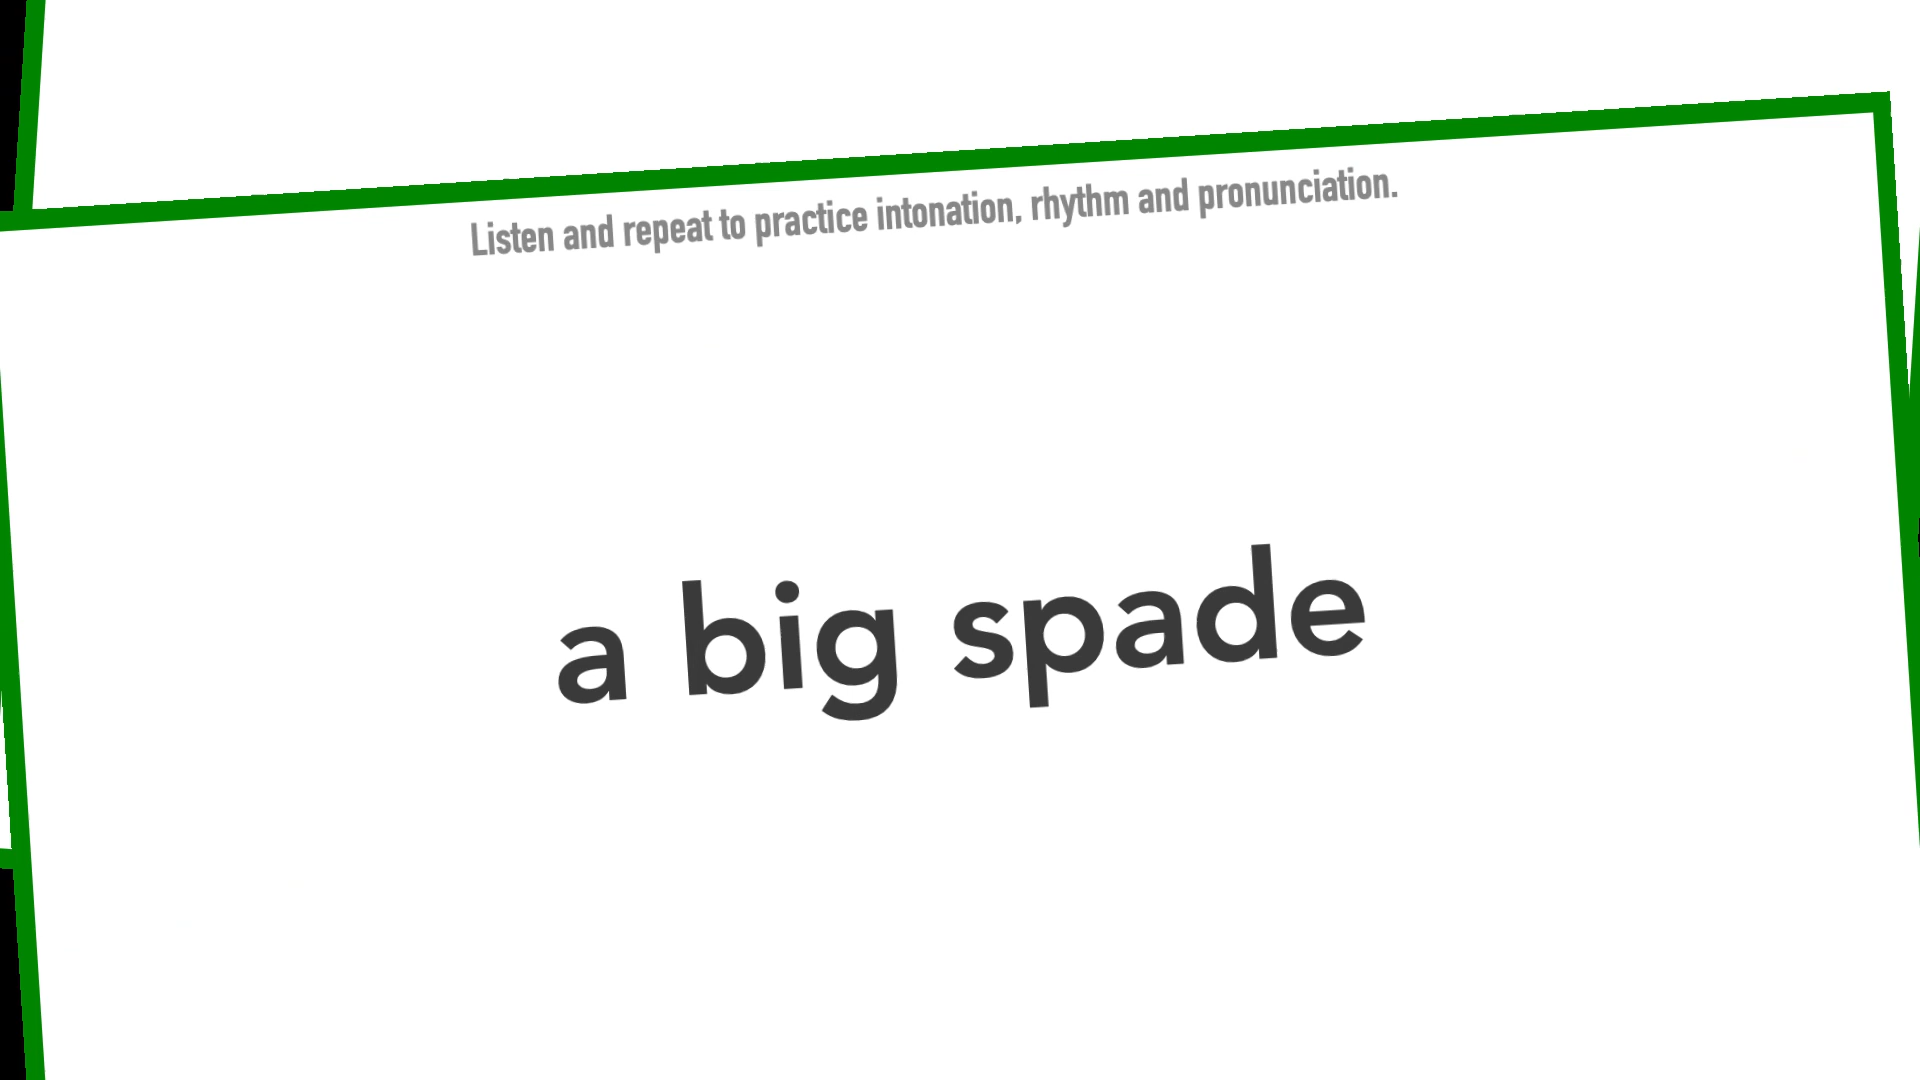 Listen and repeat to practice intonation, rhythm and pronunciation.
a big spade